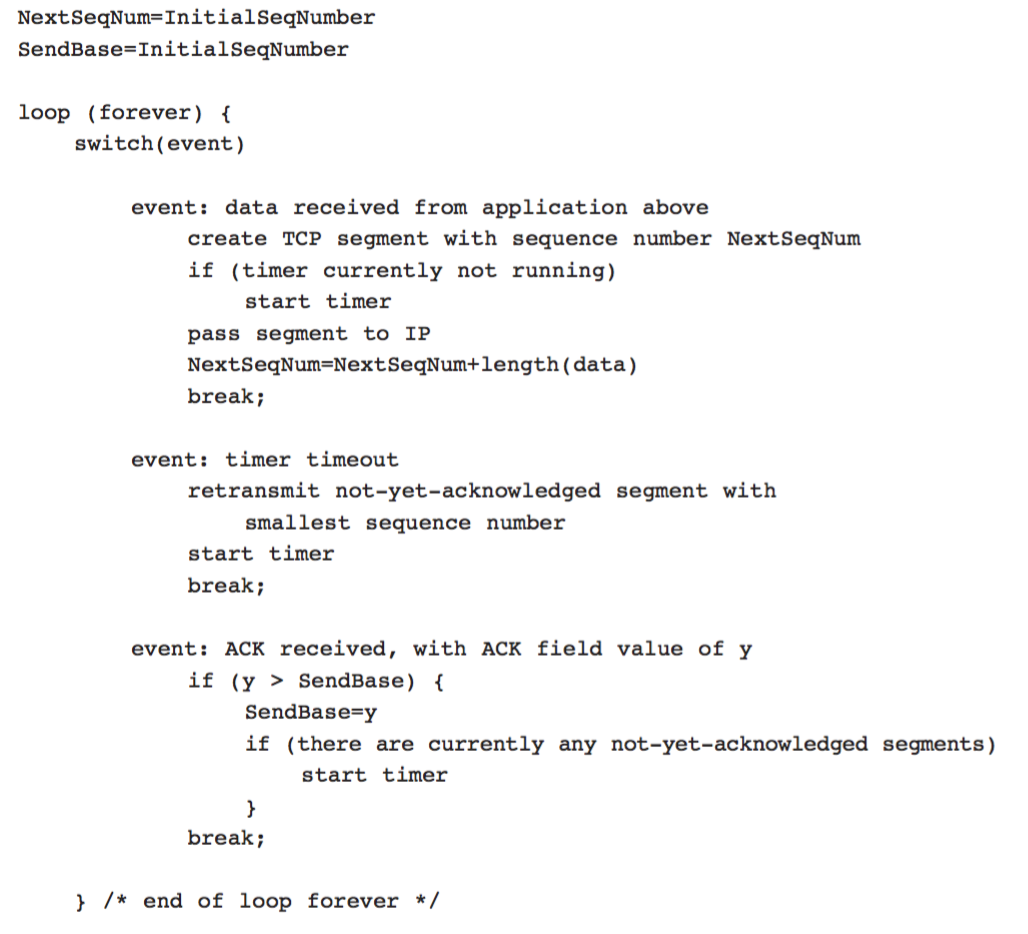 NextSeqNum=InitialSeqNumber
SendBase=InitialSeqNumber
loop (forever) {
switch(event)
event: data received from application above
create TCP segment with sequence number NextSeqNum
if (timer currently not running)
start timer
pass segment to IP
NextSeqNum=NextSeqNum+length(data)
break;
event: timer timeout
retransmit not-yet-acknowledged segment with
smallest sequence number
start timer
break;
event: ACK received, with ACK field value of y
if (y > SendBase) {
SendBase=y
if (there are currently any not-yet-acknowledged segments)
start timer
}
break;
} /* end of loop forever */